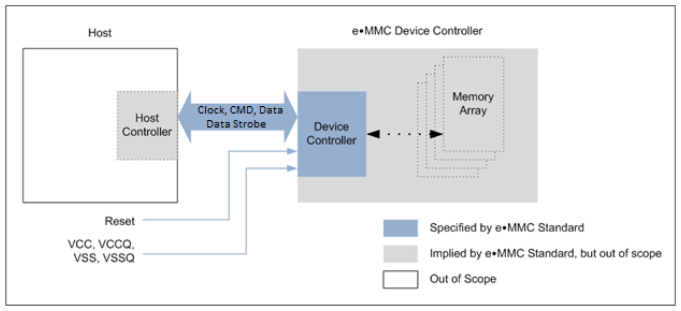 Host
e•MMC Device Controller
Host
Controller
Clock, CMD, Data
Data Strobe
Device
Controller
Memory
Array
Reset
VCC, VCCQ,
VSS, VSSQ
Specified by e•MMC Standard
Implied by e•MMC Standard, but out of scope
Out of Scope